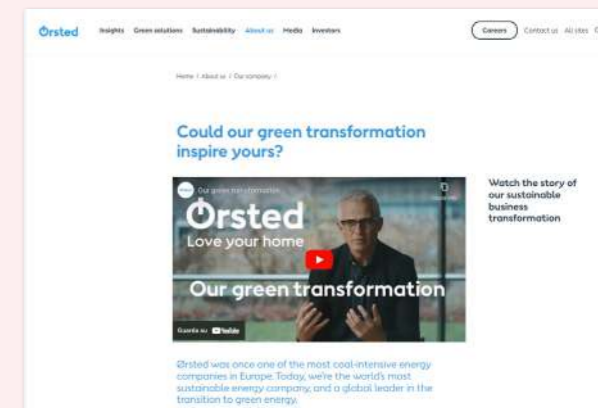 Ørsted
Insights Green solutions Sustainability About us Media Investors
Careers Contact us All sites
Home / About us / Our company /
Could our green transformation
inspire yours?
Our green transformation
Ørsted
Love your home
Our green transformation
Guarda su YouTube
Watch the story of
our sustainable
business
transformation
Ørsted was once one of the most coal-intensive energy
companies in Europe. Today, we're the world's most
sustainable energy company, and a global leader in the
transition to green energy.